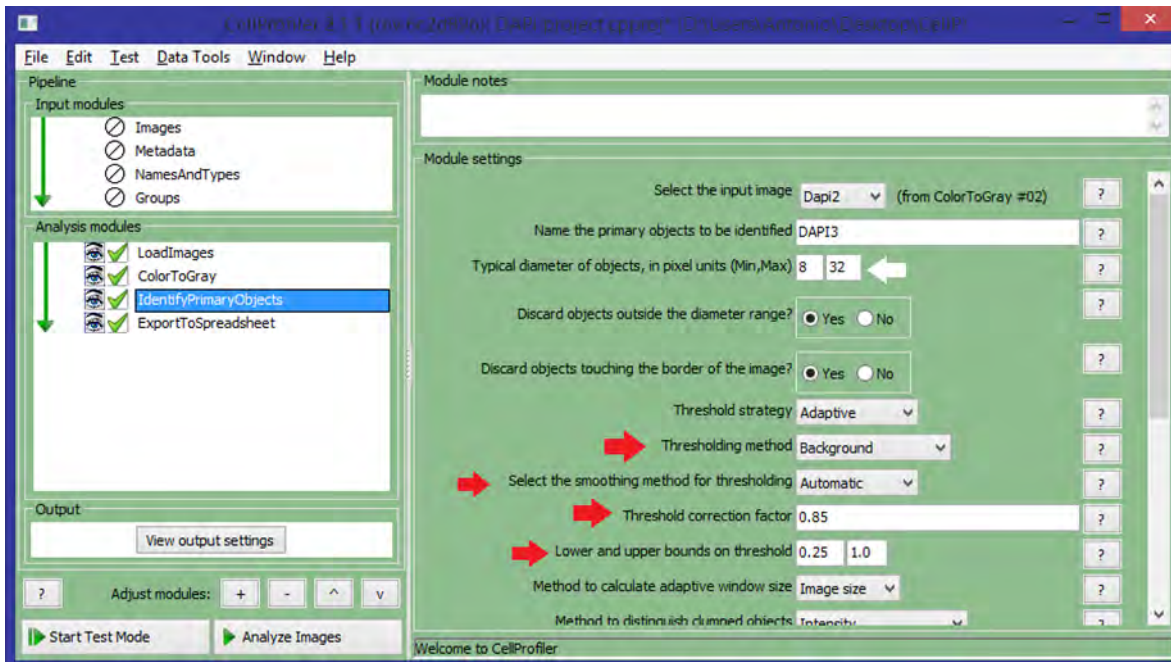 File Edit Test Data Tools Window Help
Pipeline
Input modules
Images
Metadata
NamesAndTypes
Groups
Analysis modules
LoadImages
ColorToGray
IdentifyPrimaryObjects
ExportToSpreadsheet
Output
View output settings
? Adjust modules: + - ^ v
Start Test Mode Analyze Images
Module notes
Module settings
Select the input image Dapi2 (from ColorToGray #02) ?
Name the primary objects to be identified DAPI3 ?
Typical diameter of objects, in pixel units (Min,Max) 8 32 ?
Discard objects outside the diameter range? Yes No ?
Discard objects touching the border of the image? Yes No ?
Threshold strategy Adaptive ?
Thresholding method Background ?
Select the smoothing method for thresholding Automatic ?
Threshold correction factor 0.85 ?
Lower and upper bounds on threshold 0.25 1.0 ?
Method to calculate adaptive window size Image size ?
Method to distinguish clumped objects Intensity ?
Welcome to CellProfiler